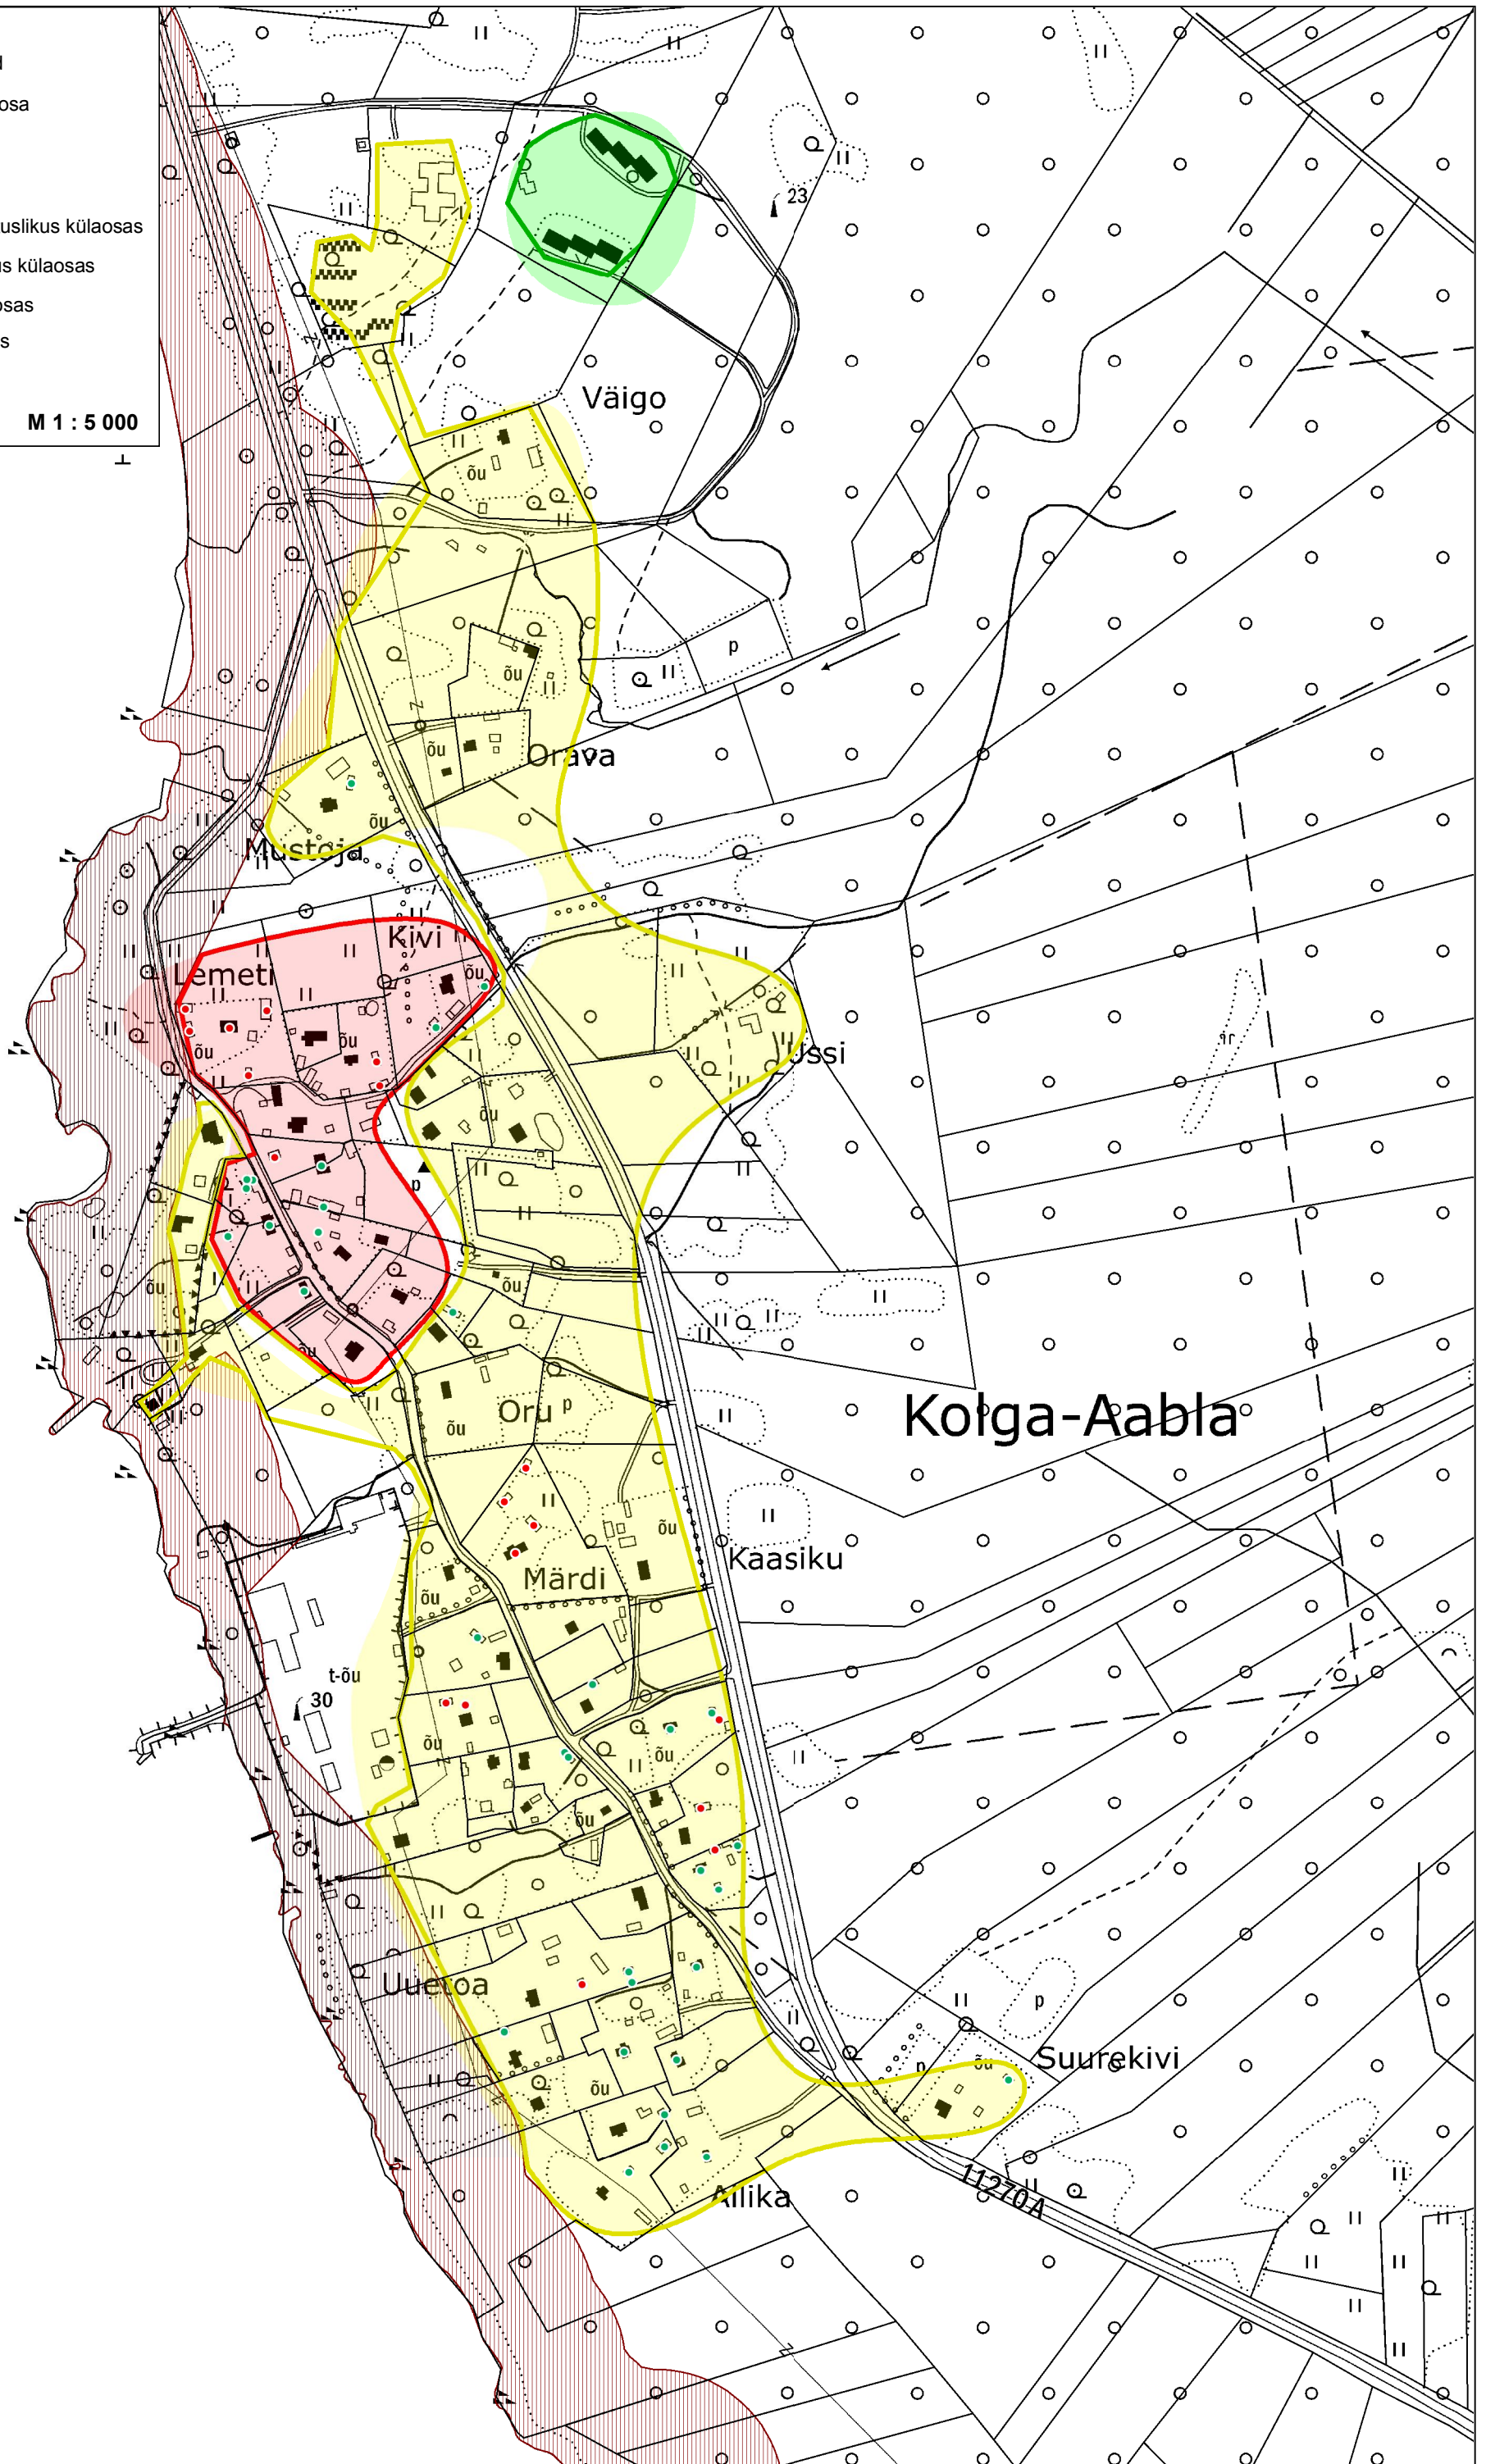 osa
uslikus külaosas
us külaosas
osas
s
M 1 : 5 000
23
Väigo
õu
p
õu
õu
Orava
õu
Mustoja
Kivi
õu
Lemeti
õu
õu
Ussi
õu
p
õu
õu
õu
Oru
p
õu
Kolga-Aabla
õu
Kaasiku
Märdi
õu
t-õu
30
õu
õu
õu
Uuetoa
p
p
õu
Suurekivi
õu
Allika
11270A